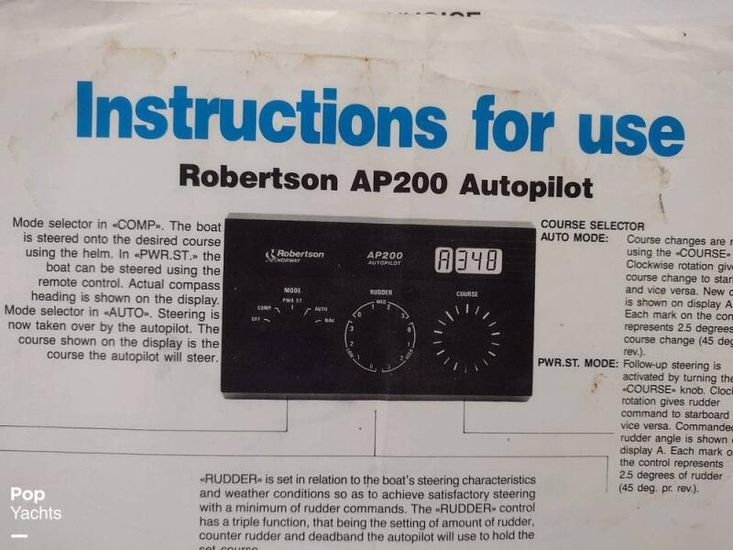 Instructions for use
Robertson AP200 Autopilot
Mode selector in «COMP». The boat
is steered onto the desired course
using the helm. In «PWR.ST.» the
boat can be steered using the
remote control. Actual compass
heading is shown on the display.
Mode selector in «AUTO». Steering is
now taken over by the autopilot. The
course shown on the display is the
course the autopilot will steer.
Robertson
NORWAY
AP200
AUTOPILOT
A348
MODE
PWR ST
COMP
AUTO
OFF
NAV
RUDDER
MED
LOW
HIGH
COURSE
COURSE SELECTOR
AUTO MODE: Course changes are
using the «COURSE»
Clockwise rotation
course change to
and vice versa. New
is shown on display A
Each mark on the
represents 2.5 degrees
course change (45
rev.).
PWR.ST. MODE: Follow-up steering is
activated by turning the
«COURSE» knob.
rotation gives rudder
command to starboard
vice versa.
rudder angle is shown
display A. Each mark
the control represents
2.5 degrees of rudder
(45 deg. pr. rev.).
«RUDDER» is set in relation to the boat's steering characteristics
and weather conditions so as to achieve satisfactory steering
with a minimum of rudder commands. The «RUDDER» control
has a triple function, that being the setting of amount of rudder,
counter rudder and deadband the autopilot will use to hold the
set course
Pop
Yachts